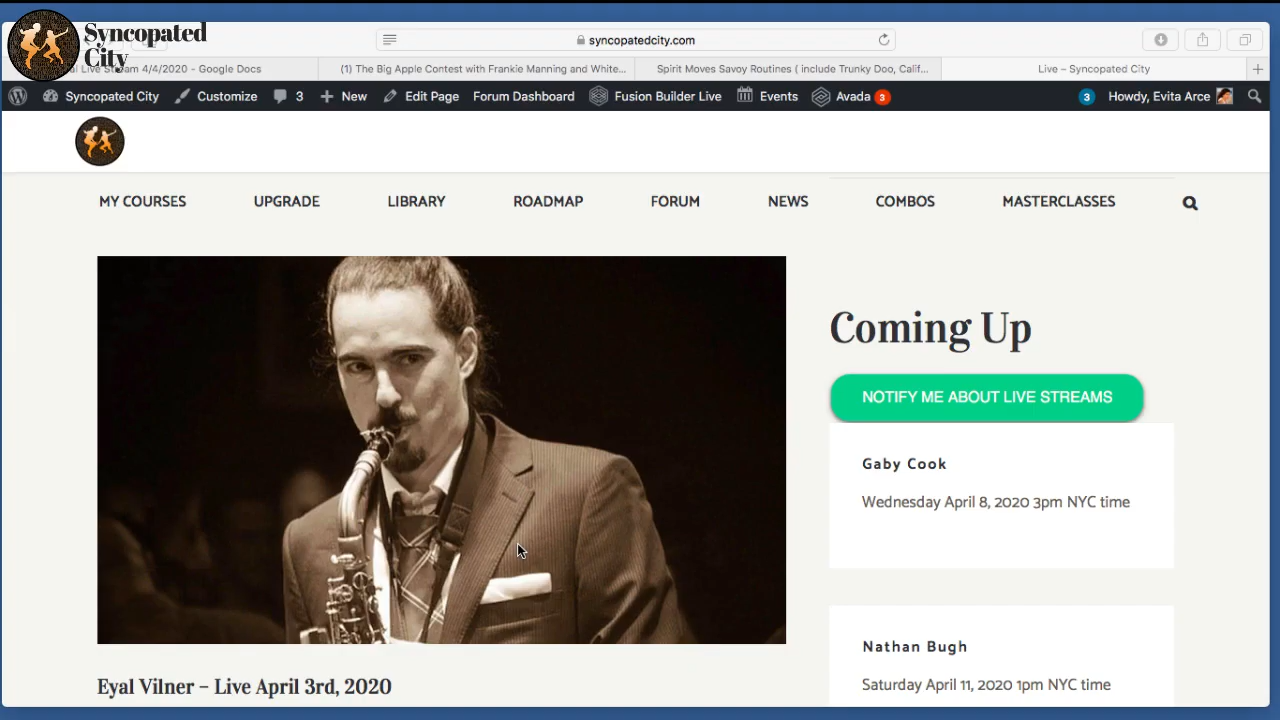 Syncopated
City
syncopatedcity.com
Live Stream 4/4/2020 - Google Docs
(1) The Big Apple Contest with Frankie Manning and White...
Spirit Moves Savoy Routines ( include Trunky Doo, Calif...
Live – Syncopated City
Syncopated City
Customize
3
New
Edit Page
Forum Dashboard
Fusion Builder Live
Events
Avada 3
3
Howdy, Evita Arce
MY COURSES
UPGRADE
LIBRARY
ROADMAP
FORUM
NEWS
COMBOS
MASTERCLASSES
Coming Up
NOTIFY ME ABOUT LIVE STREAMS
Gaby Cook
Wednesday April 8, 2020 3pm NYC time
Nathan Bugh
Saturday April 11, 2020 1pm NYC time
Eyal Vilner – Live April 3rd, 2020